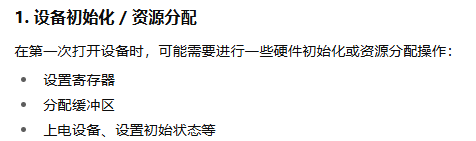 1. 设备初始化 / 资源分配
在第一次打开设备时，可能需要进行一些硬件初始化或资源分配操作：
• 设置寄存器
• 分配缓冲区
• 上电设备、设置初始状态等